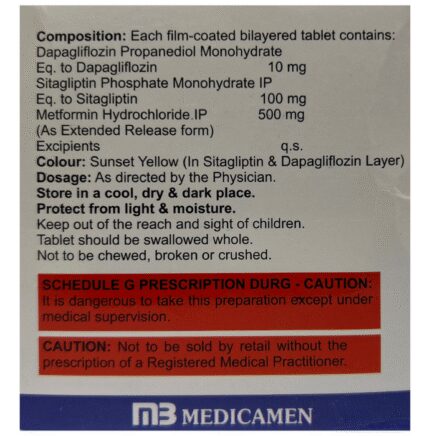 Composition: Each film-coated bilayered tablet contains:
Dapagliflozin Propanediol Monohydrate
Eq. to Dapagliflozin 10 mg
Sitagliptin Phosphate Monohydrate IP
Eq. to Sitagliptin 100 mg
Metformin Hydrochloride IP 500 mg
(As Extended Release form)
Excipients q.s.
Colour: Sunset Yellow (In Sitagliptin & Dapagliflozin Layer)
Dosage: As directed by the Physician.
Store in a cool, dry & dark place.
Protect from light & moisture.
Keep out of the reach and sight of children.
Tablet should be swallowed whole.
Not to be chewed, broken or crushed.
SCHEDULE G PRESCRIPTION DURG - CAUTION:
It is dangerous to take this preparation except under
medical supervision.
CAUTION: Not to be sold by retail without the
prescription of a Registered Medical Practitioner.
MB MEDICAMEN